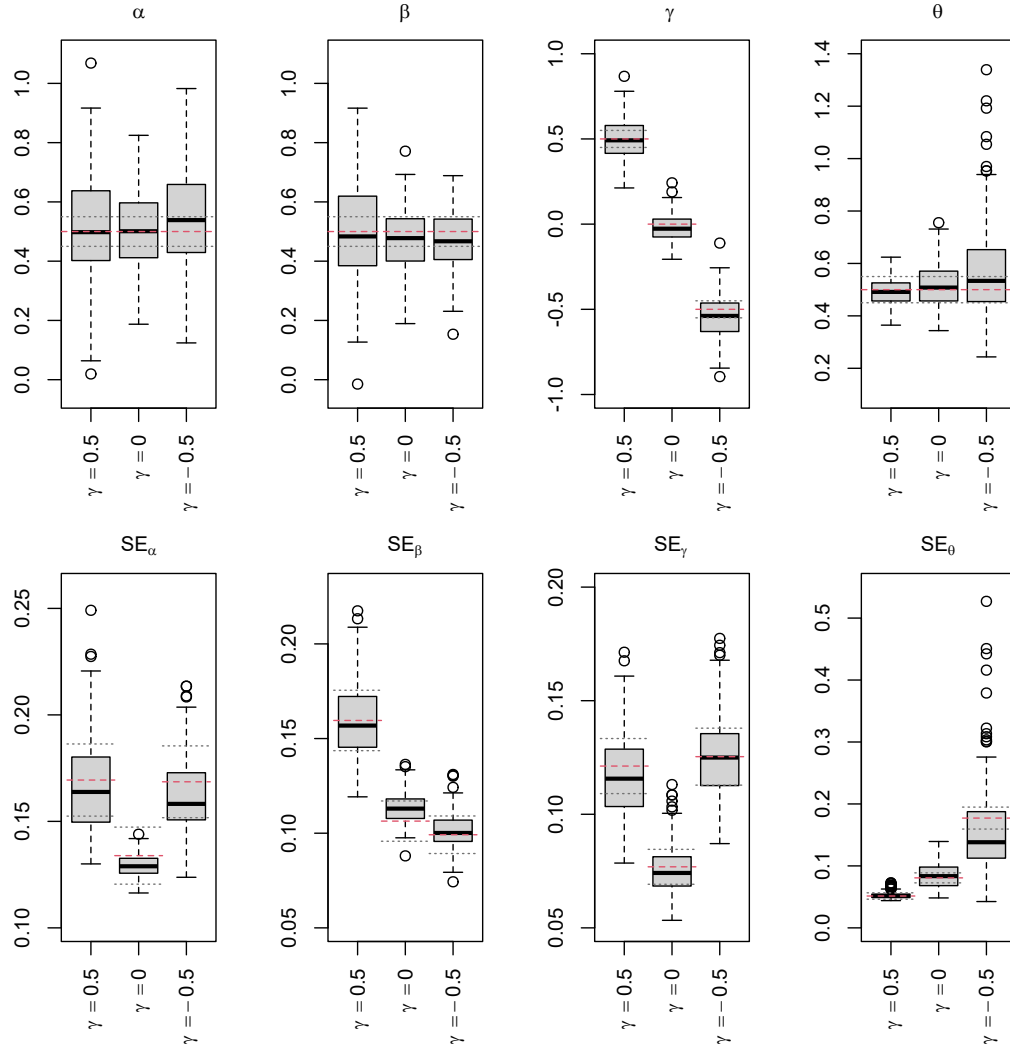 α β γ θ
0.0 0.2 0.4 0.6 0.8 1.0
γ = 0.5 γ = 0 γ = − 0.5
0.0 0.2 0.4 0.6 0.8 1.0
γ = 0.5 γ = 0 γ = − 0.5
-1.0 -0.5 0.0 0.5 1.0
γ = 0.5 γ = 0 γ = − 0.5
0.2 0.4 0.6 0.8 1.0 1.2 1.4
γ = 0.5 γ = 0 γ = − 0.5
SEα SEβ SEγ SEθ
0.10 0.15 0.20 0.25
γ = 0.5 γ = 0 γ = − 0.5
0.05 0.10 0.15 0.20
γ = 0.5 γ = 0 γ = − 0.5
0.05 0.10 0.15 0.20
γ = 0.5 γ = 0 γ = − 0.5
0.0 0.1 0.2 0.3 0.4 0.5
γ = 0.5 γ = 0 γ = − 0.5